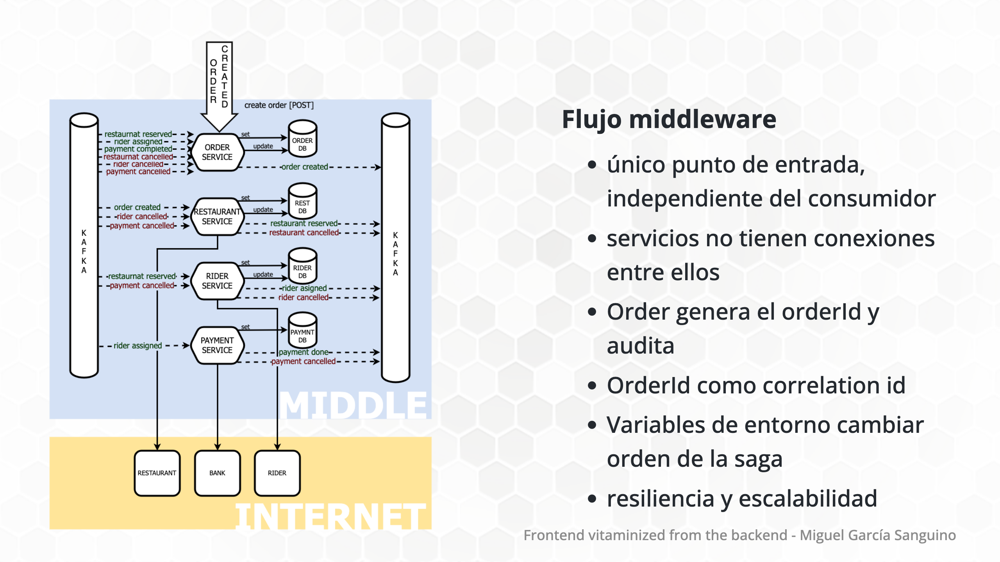 ORDER
CREATED
create order [POST]
restaurnat reserved
rider assigned
payment completed
restaurnat cancelled
rider cancelled
payment cancelled
ORDER
SERVICE
set
update
ORDER
DB
order created
order created
rider cancelled
payment cancelled
RESTAURANT
SERVICE
set
update
REST
DB
restaurant reserved
restaurant cancelled
KAFKA
KAFKA
restaurnat reserved
payment cancelled
RIDER
SERVICE
set
update
RIDER
DB
rider asigned
rider cancelled
rider assigned
PAYMENT
SERVICE
set
PAYMNT
DB
payment done
payment cancelled
MIDDLE
RESTAURANT
BANK
RIDER
INTERNET
Flujo middleware
• único punto de entrada,
independiente del consumidor
• servicios no tienen conexiones
entre ellos
• Order genera el orderId y
audita
• OrderId como correlation id
• Variables de entorno cambiar
orden de la saga
• resiliencia y escalabilidad
Frontend vitaminized from the backend - Miguel García Sanguino